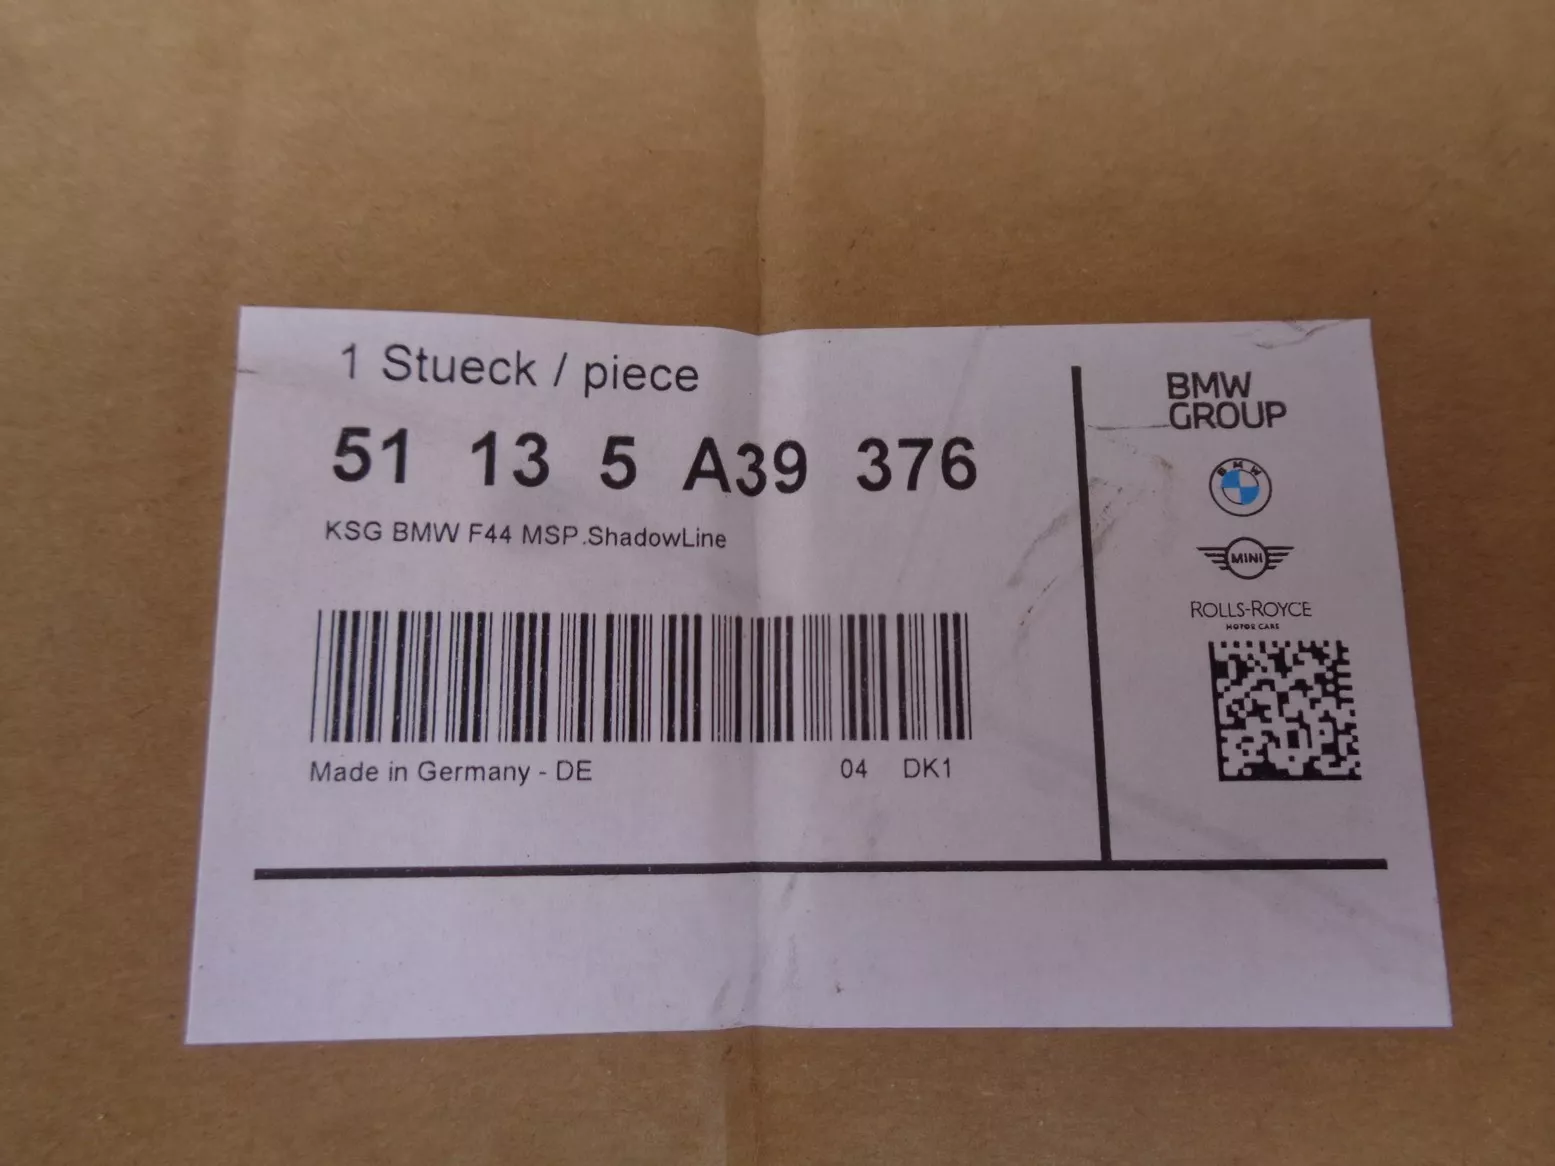 1 Stueck / piece
51 13 5 A39 376
KSG BMW F44 MSP.ShadowLine
Made in Germany - DE 04 DK1
BMW
GROUP
BMW
MINI
ROLLS-ROYCE
MOTOR CARS